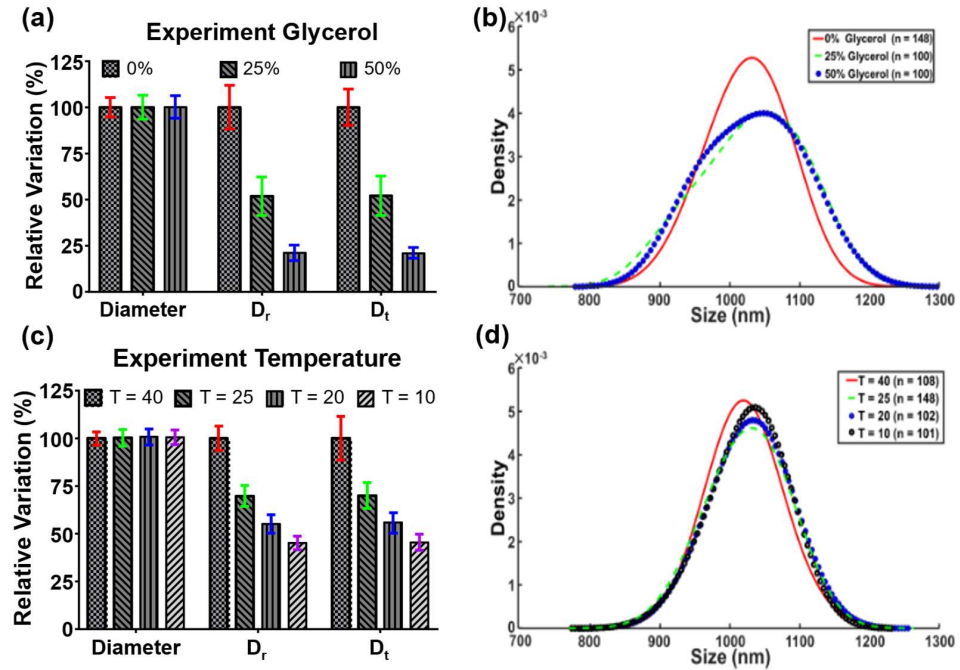 (a)
Experiment Glycerol
0% 25% 50%
Relative Variation (%)
125
100
75
50
25
0
Diameter Dr Dt
(b)
×10⁻³
0% Glycerol (n = 148)
25% Glycerol (n = 100)
50% Glycerol (n = 100)
Density
6
5
4
3
2
1
0
700 800 900 1000 1100 1200 1300
Size (nm)
(c)
Experiment Temperature
T = 40 T = 25 T = 20 T = 10
Relative Variation (%)
125
100
75
50
25
0
Diameter Dr Dt
(d)
×10⁻³
T = 40 (n = 108)
T = 25 (n = 148)
T = 20 (n = 102)
T = 10 (n = 101)
Density
6
5
4
3
2
1
0
700 800 900 1000 1100 1200 1300
Size (nm)